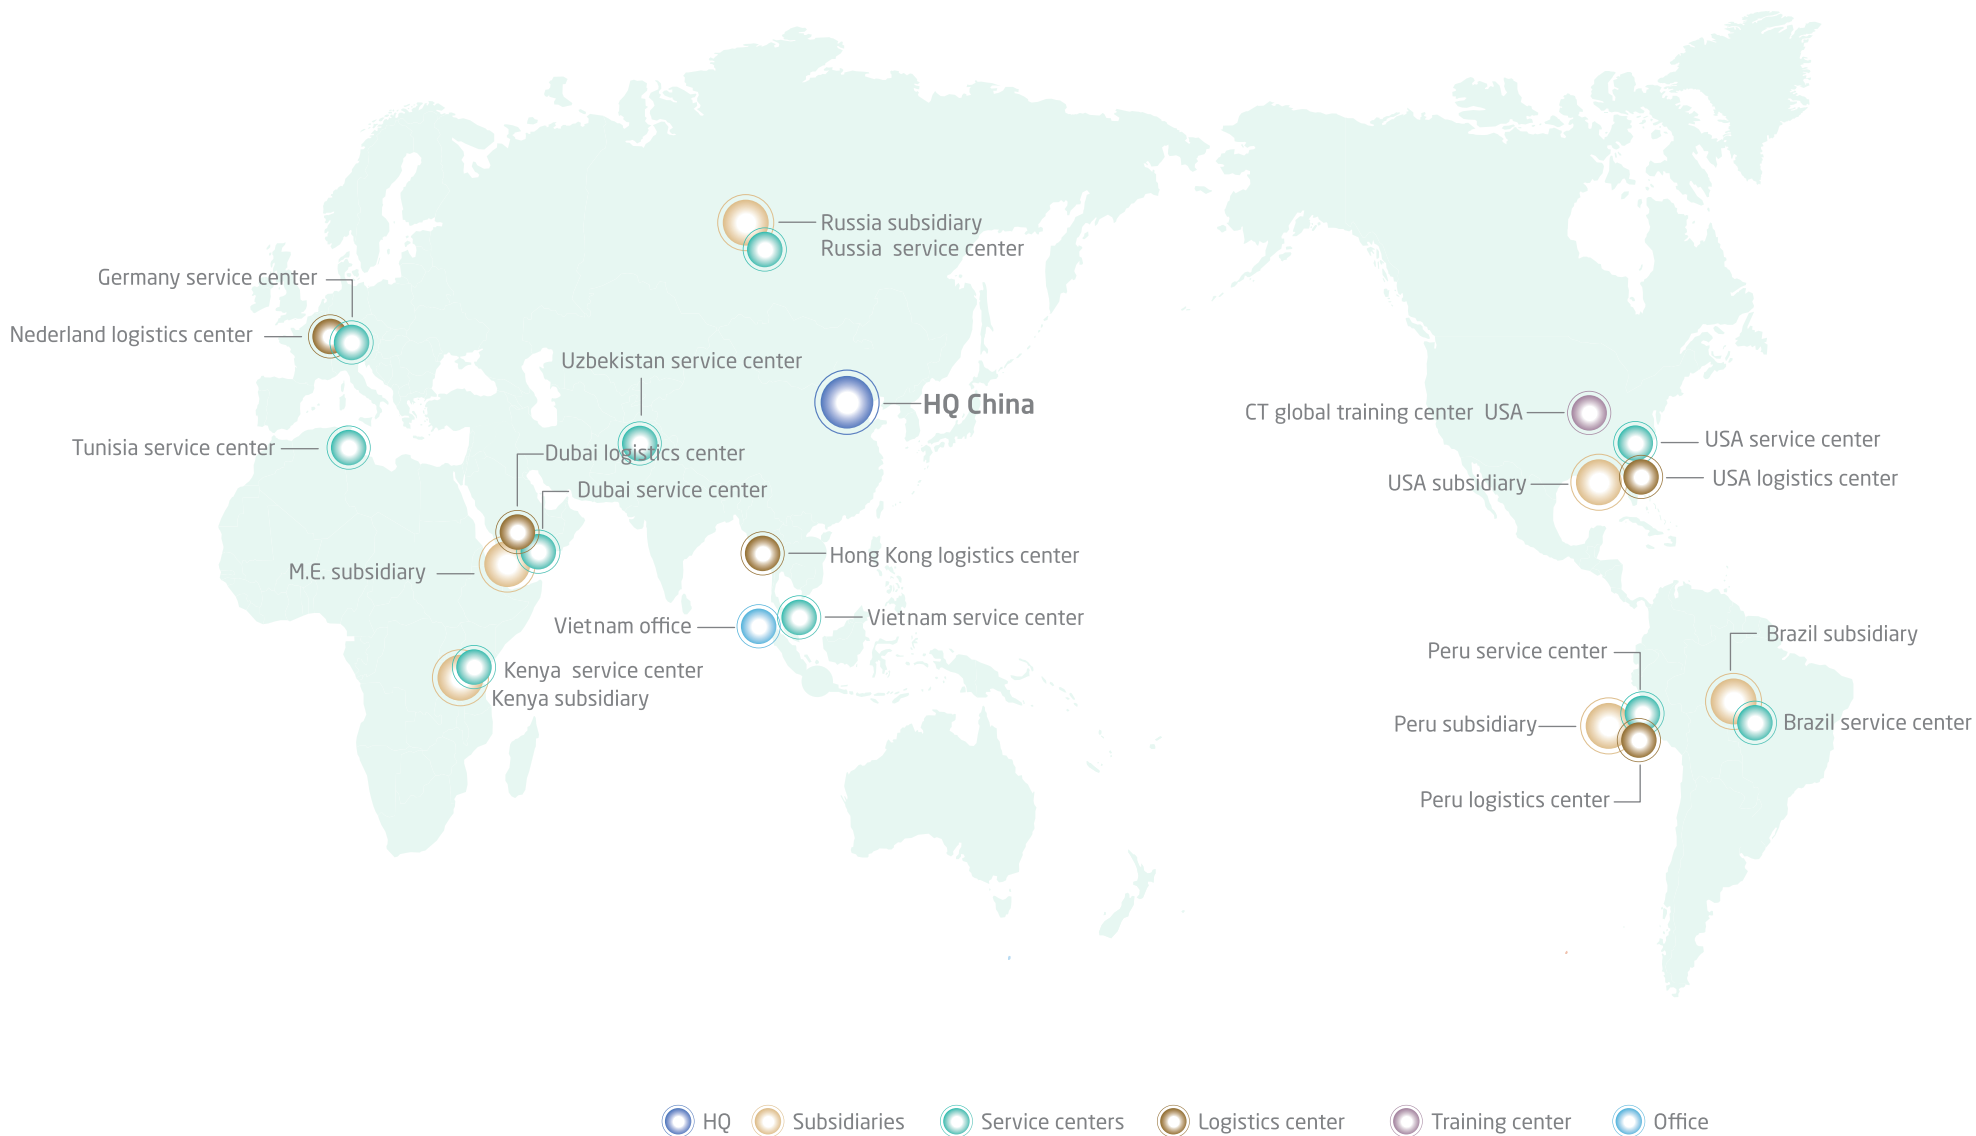 Russia subsidiary
Russia  service center
Germany service center
Nederland logistics center
Uzbekistan service center
HQ China
CT global training center  USA
USA service center
Tunisia service center
Dubai logistics center
USA subsidiary
USA logistics center
Dubai service center
Hong Kong logistics center
M.E. subsidiary
Vietnam service center
Vietnam office
Brazil subsidiary
Peru service center
Kenya  service center
Kenya subsidiary
Peru subsidiary
Brazil service center
Peru logistics center
HQ
Subsidiaries
Service centers
Logistics center
Training center
Office